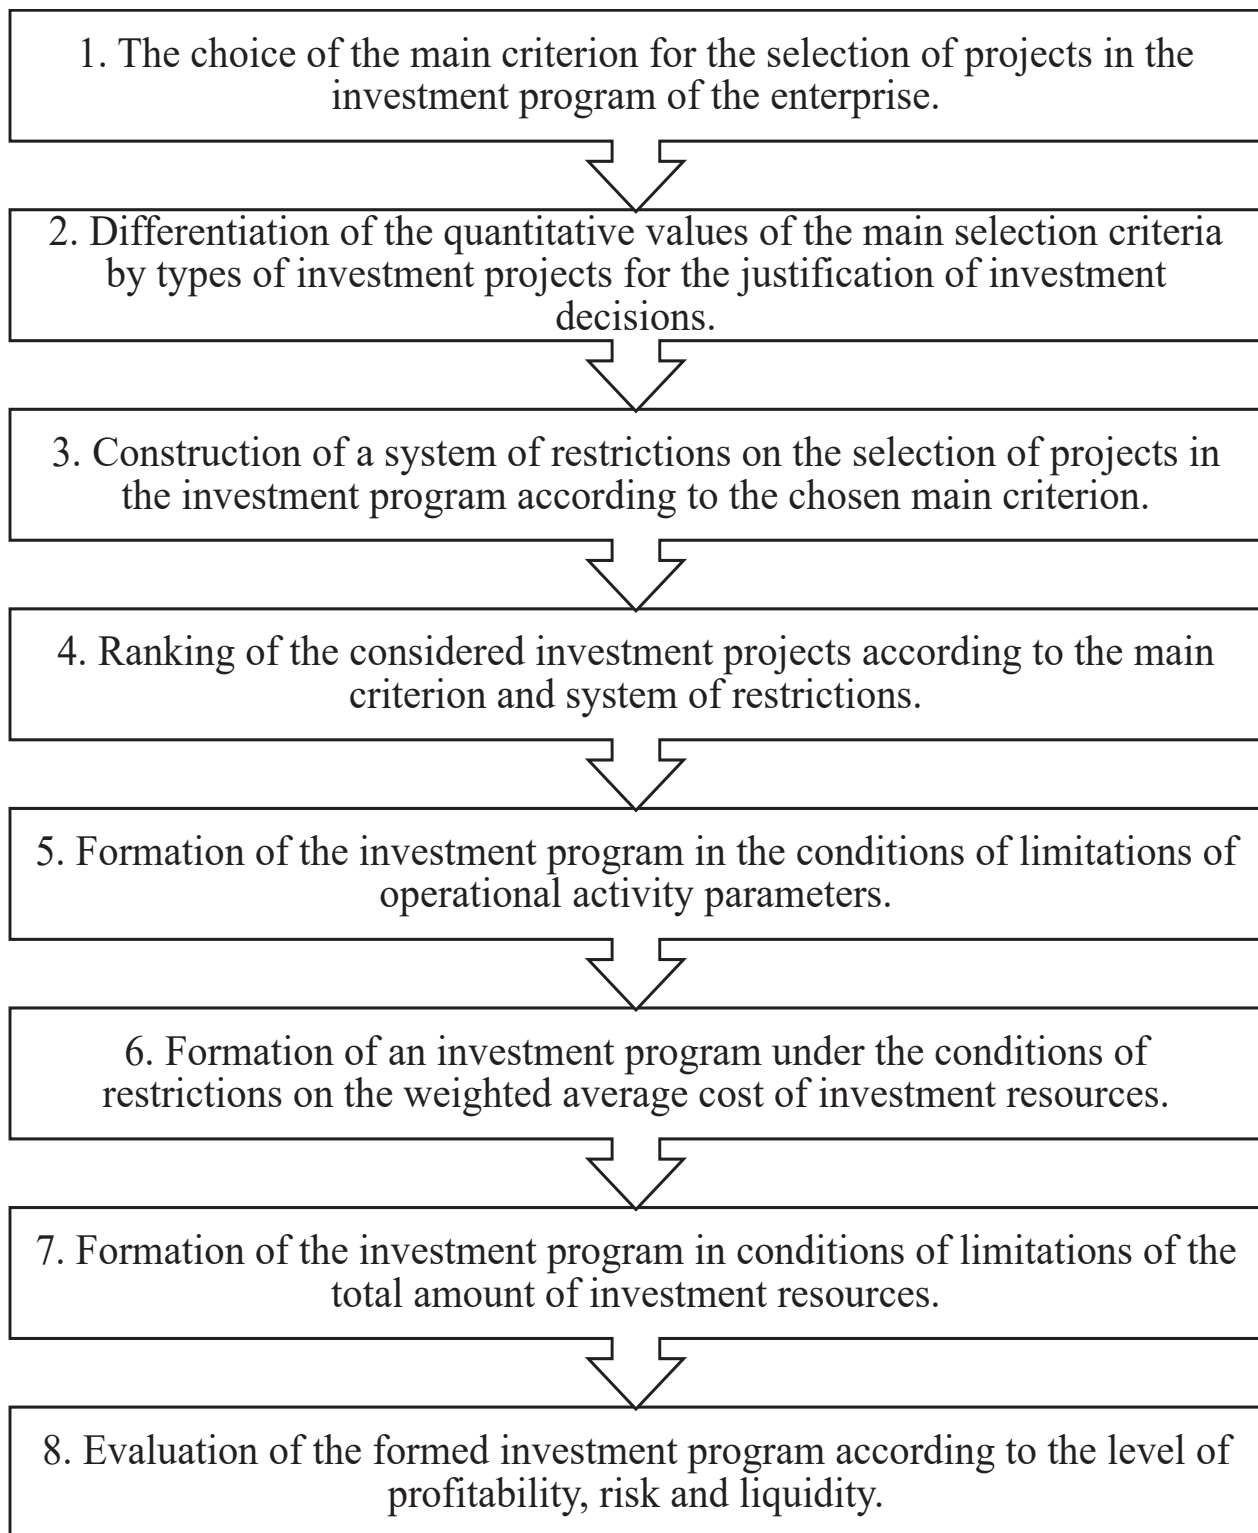 1. The choice of the main criterion for the selection of projects in the
investment program of the enterprise.
2. Differentiation of the quantitative values of the main selection criteria
by types of investment projects for the justification of investment
decisions.
3. Construction of a system of restrictions on the selection of projects in
the investment program according to the chosen main criterion.
4. Ranking of the considered investment projects according to the main
criterion and system of restrictions.
5. Formation of the investment program in the conditions of limitations of
operational activity parameters.
6. Formation of an investment program under the conditions of
restrictions on the weighted average cost of investment resources.
7. Formation of the investment program in conditions of limitations of the
total amount of investment resources.
8. Evaluation of the formed investment program according to the level of
profitability, risk and liquidity.